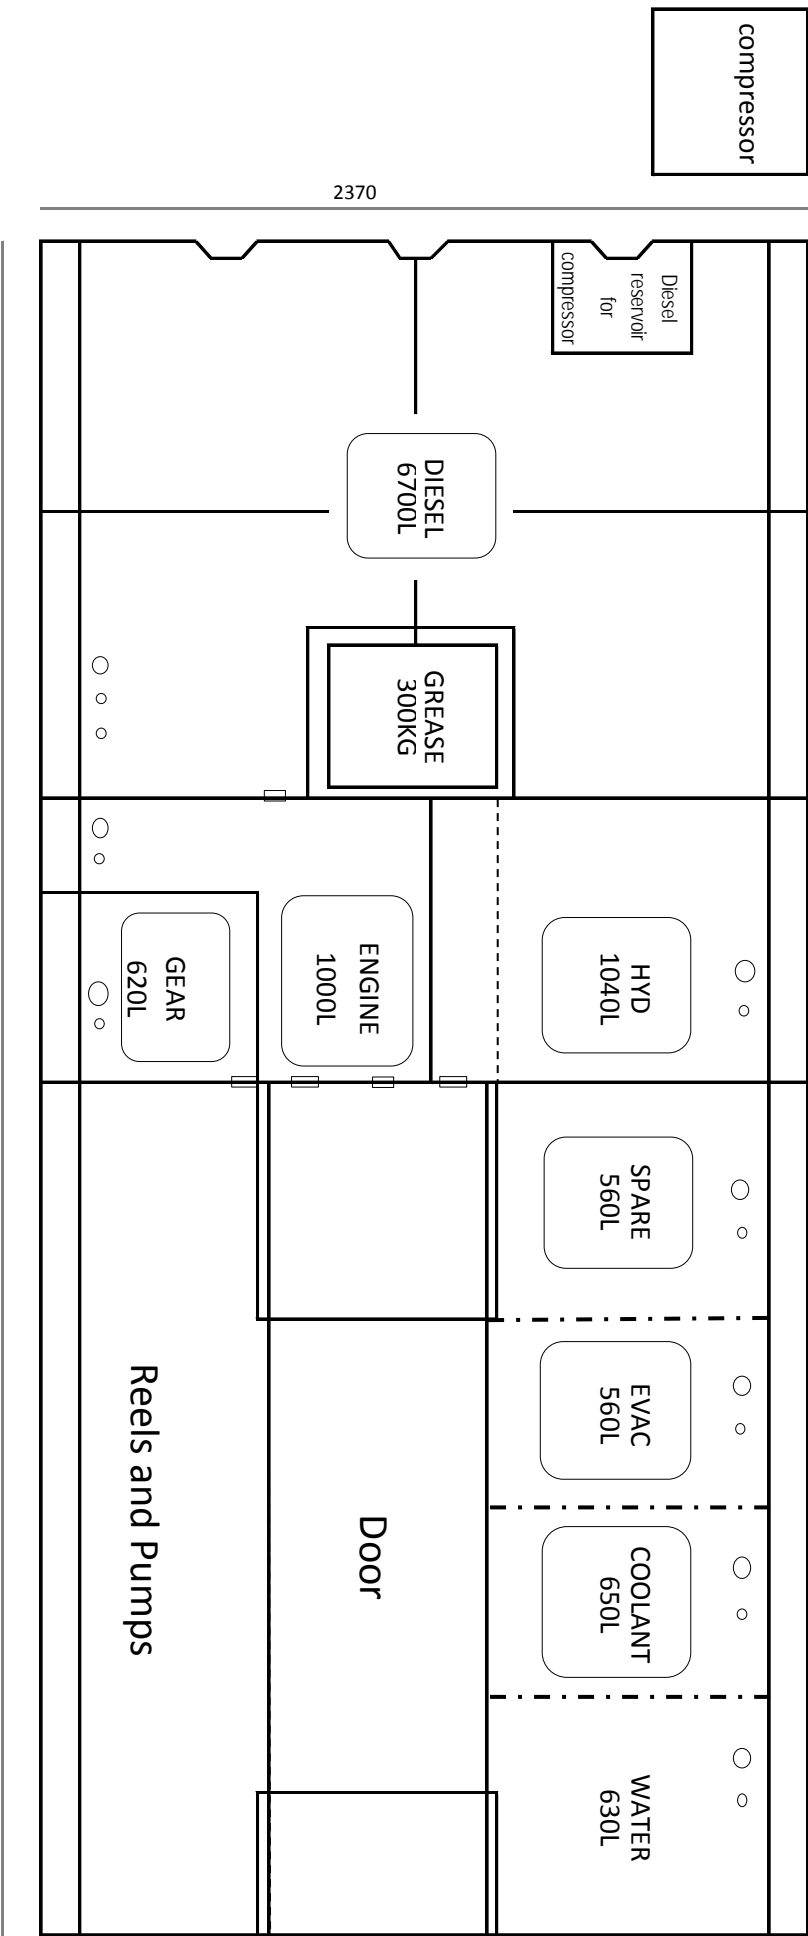 compressor
2370
Diesel
reservoir
for
compressor
DIESEL
6700L
GREASE
300KG
HYD
1040L
ENGINE
1000L
GEAR
620L
SPARE
560L
EVAC
560L
COOLANT
650L
WATER
630L
Door
Reels and Pumps